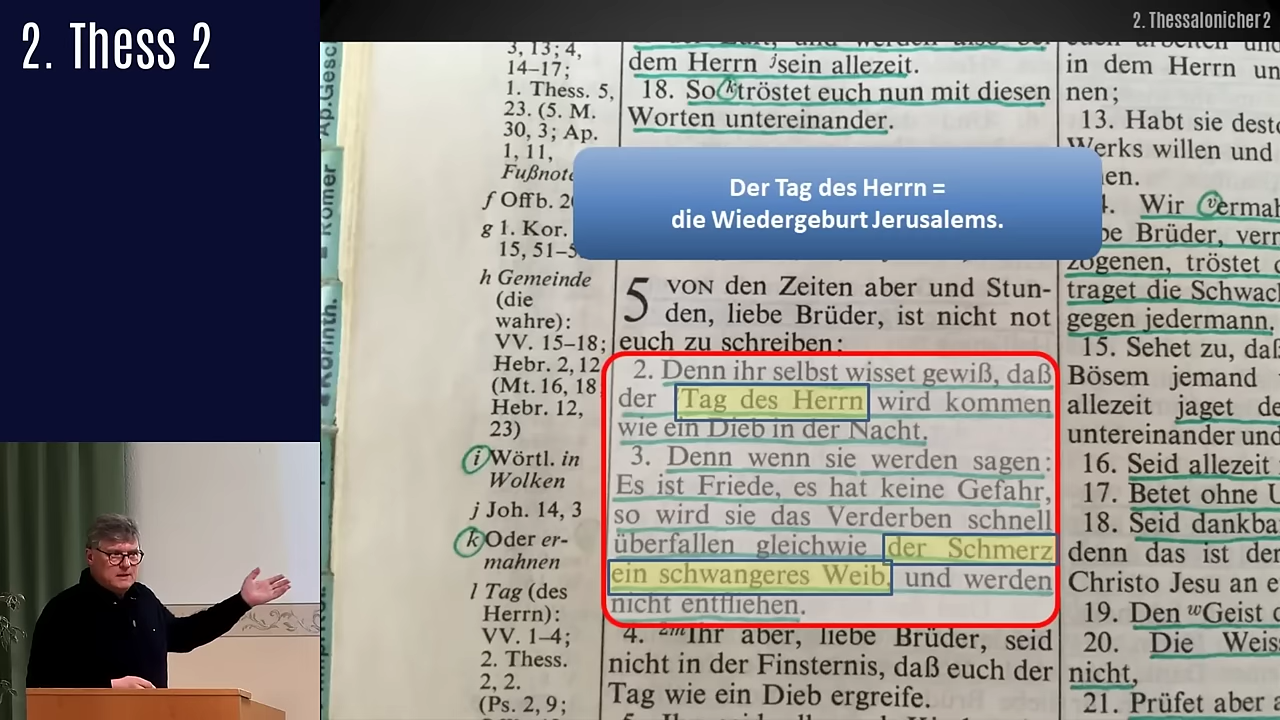 2. Thess 2
2. Thessalonicher 2
3, 13; 4,
14–17;
1. Thess. 5,
23. (5. M.
30, 3; Ap.
1, 11,
Fußnote
f Offb.
g 1. Kor.
15, 51–
h Gemeinde
(die
wahre):
VV. 15–18;
Hebr. 2, 12
(Mt. 16, 18
Hebr. 12,
23)
i Wörtl. in
Wolken
j Joh. 14, 3
k Oder er-
mahnen
l Tag (des
Herrn):
VV. 1–4;
2. Thess.
2, 2.
(Ps. 2, 9;
dem Herrn j sein allezeit.
18. So k tröstet euch nun mit diesen
Worten untereinander.
Der Tag des Herrn =
die Wiedergeburt Jerusalems.
5 VON den Zeiten aber und Stun-
den, liebe Brüder, ist nicht not
euch zu schreiben;
2. Denn ihr selbst wisset gewiß, daß
der Tag des Herrn wird kommen
wie ein Dieb in der Nacht.
3. Denn wenn sie werden sagen:
Es ist Friede, es hat keine Gefahr,
so wird sie das Verderben schnell
überfallen gleichwie der Schmerz
ein schwangeres Weib, und werden
nicht entfliehen.
4. 2m Ihr aber, liebe Brüder, seid
nicht in der Finsternis, daß euch der
Tag wie ein Dieb ergreife.
in dem Herrn
nen;
13. Habt sie
Werks willen und
Wir
Brüder,
tröstet
traget die
gegen jedermann.
15. Sehet zu, daß
Bösem jemand
allezeit jaget
untereinander und
16. Seid allezeit
17. Betet ohne
18. Seid dankbar
denn das ist der
Christo Jesu an
19. Den w Geist
20. Die
nicht,
21. Prüfet aber
Römer
Korinth.